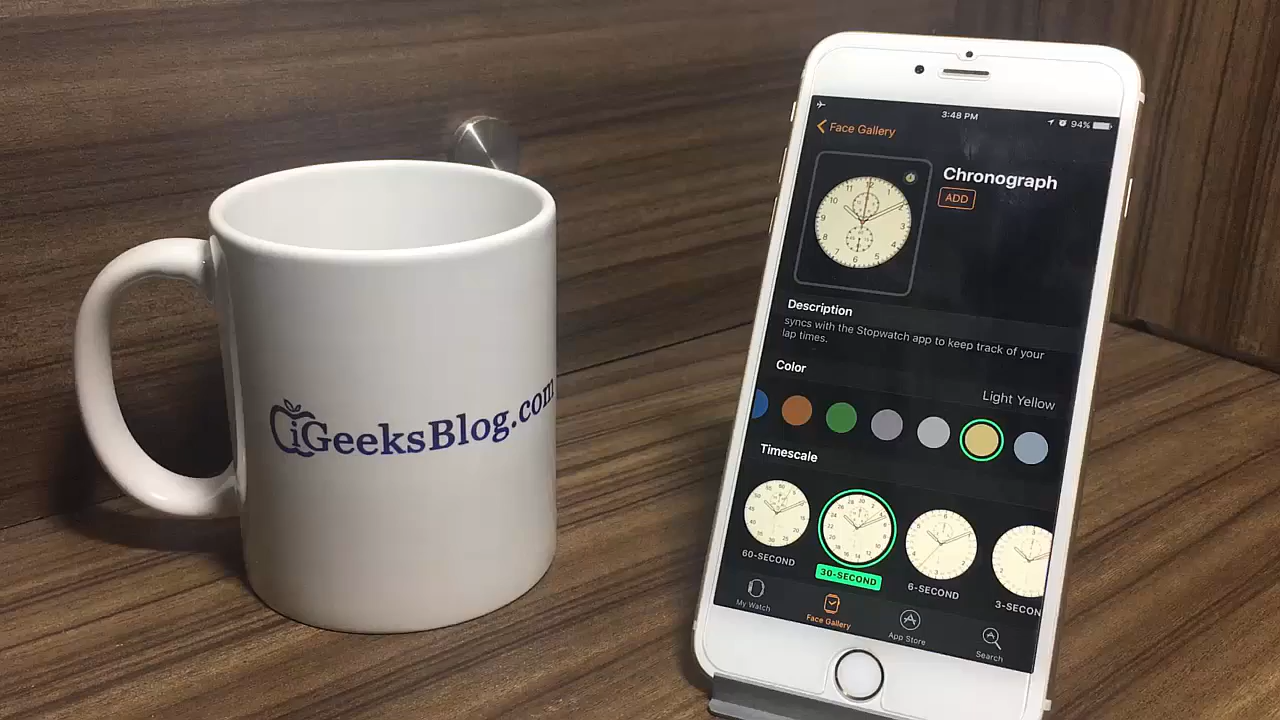 iGeeksBlog.com
3:48 PM
94%
Face Gallery
Chronograph
ADD
Description
syncs with the Stopwatch app to keep track of your
lap times.
Color
Light Yellow
Timescale
60-SECOND
30-SECOND
6-SECOND
3-SECON
My Watch
Face Gallery
App Store
Search